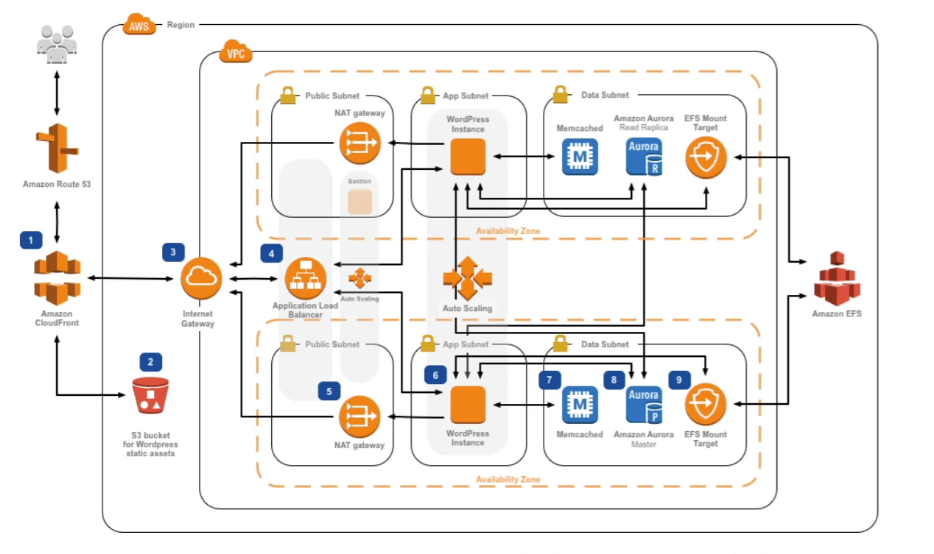 AWS
Region
VPC
Public Subnet
App Subnet
Data Subnet
NAT gateway
WordPress
Instance
Memcached
M
Amazon Aurora
Read Replica
Aurora
R
EFS Mount
Target
Bastion
Availability Zone
Amazon Route 53
1
Amazon
CloudFront
2
S3 bucket
for Wordpress
static assets
3
Internet
Gateway
4
Application Load
Balancer
Auto Scaling
Auto Scaling
Amazon EFS
Public Subnet
App Subnet
Data Subnet
5
NAT gateway
6
WordPress
Instance
7
M
Memcached
8
Aurora
P
Amazon Aurora
Master
9
EFS Mount
Target
Availability Zone